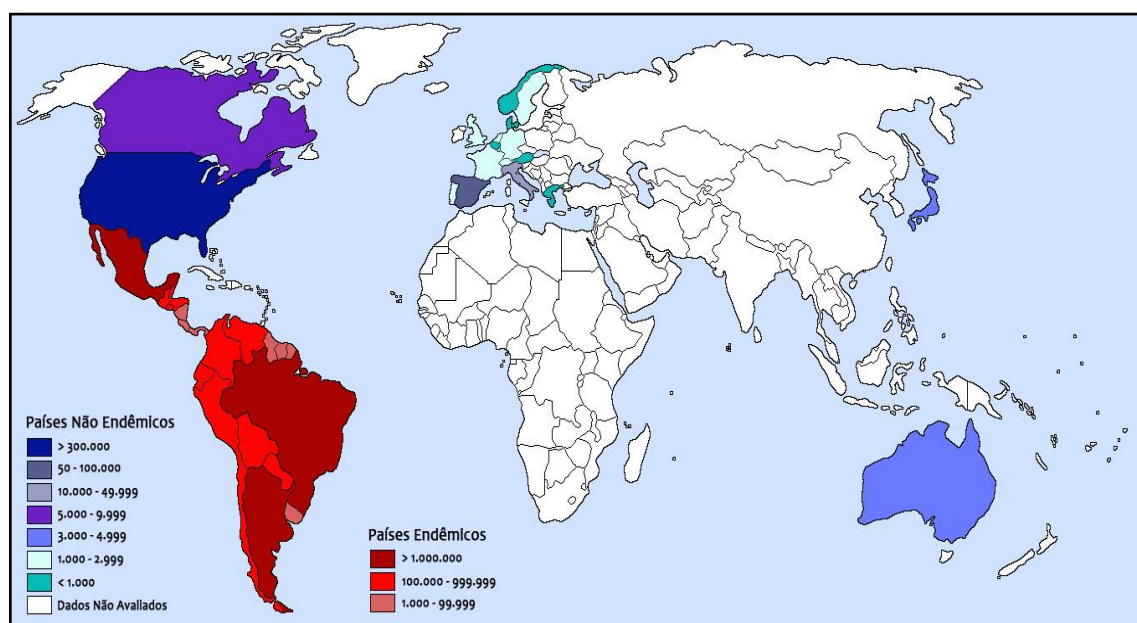 Países Não Endêmicos
> 300.000
50 - 100.000
10.000 - 49.999
5.000 - 9.999
3.000 - 4.999
1.000 - 2.999
< 1.000
Dados Não Avaliados
Países Endêmicos
> 1.000.000
100.000 - 999.999
1.000 - 99.999